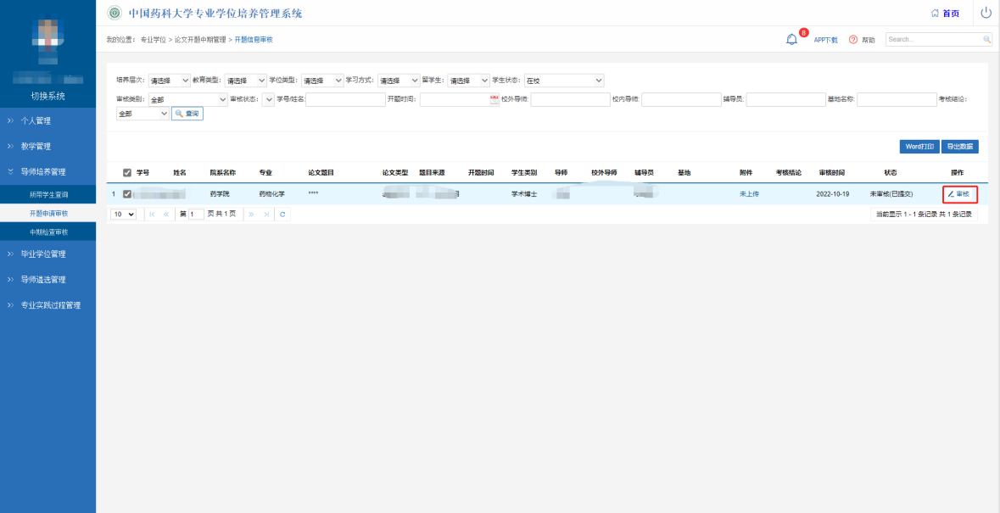 中国药科大学专业学位培养管理系统
首页
我的位置： 专业学位 > 论文开题中期管理 > 开题信息审核
8
APP下载
帮助
Search...
切换系统
个人管理
教学管理
导师培养管理
所带学生查询
开题申请审核
中期检查审核
毕业学位管理
导师遴选管理
专业实践过程管理
培养层次: 请选择 教育类型: 请选择 学位类型: 请选择 学习方式: 请选择 留学生: 请选择 学生状态: 在校
审核类别: 全部 审核状态: 学号/姓名: 开题时间: 校外导师: 校内导师: 辅导员: 基地名称: 考核结论:
全部 查询
Word打印 导出数据
学号 姓名 院系名称 专业 论文题目 论文类型 题目来源 开题时间 学生类别 导师 校外导师 辅导员 基地 附件 考核结论 审核时间 状态 操作
1 药学院 药物化学 **** 学术博士 未上传 2022-10-19 未审核(已提交) 审核
10 第 1 页 共 1 页 当前显示 1 - 1 条记录 共 1 条记录